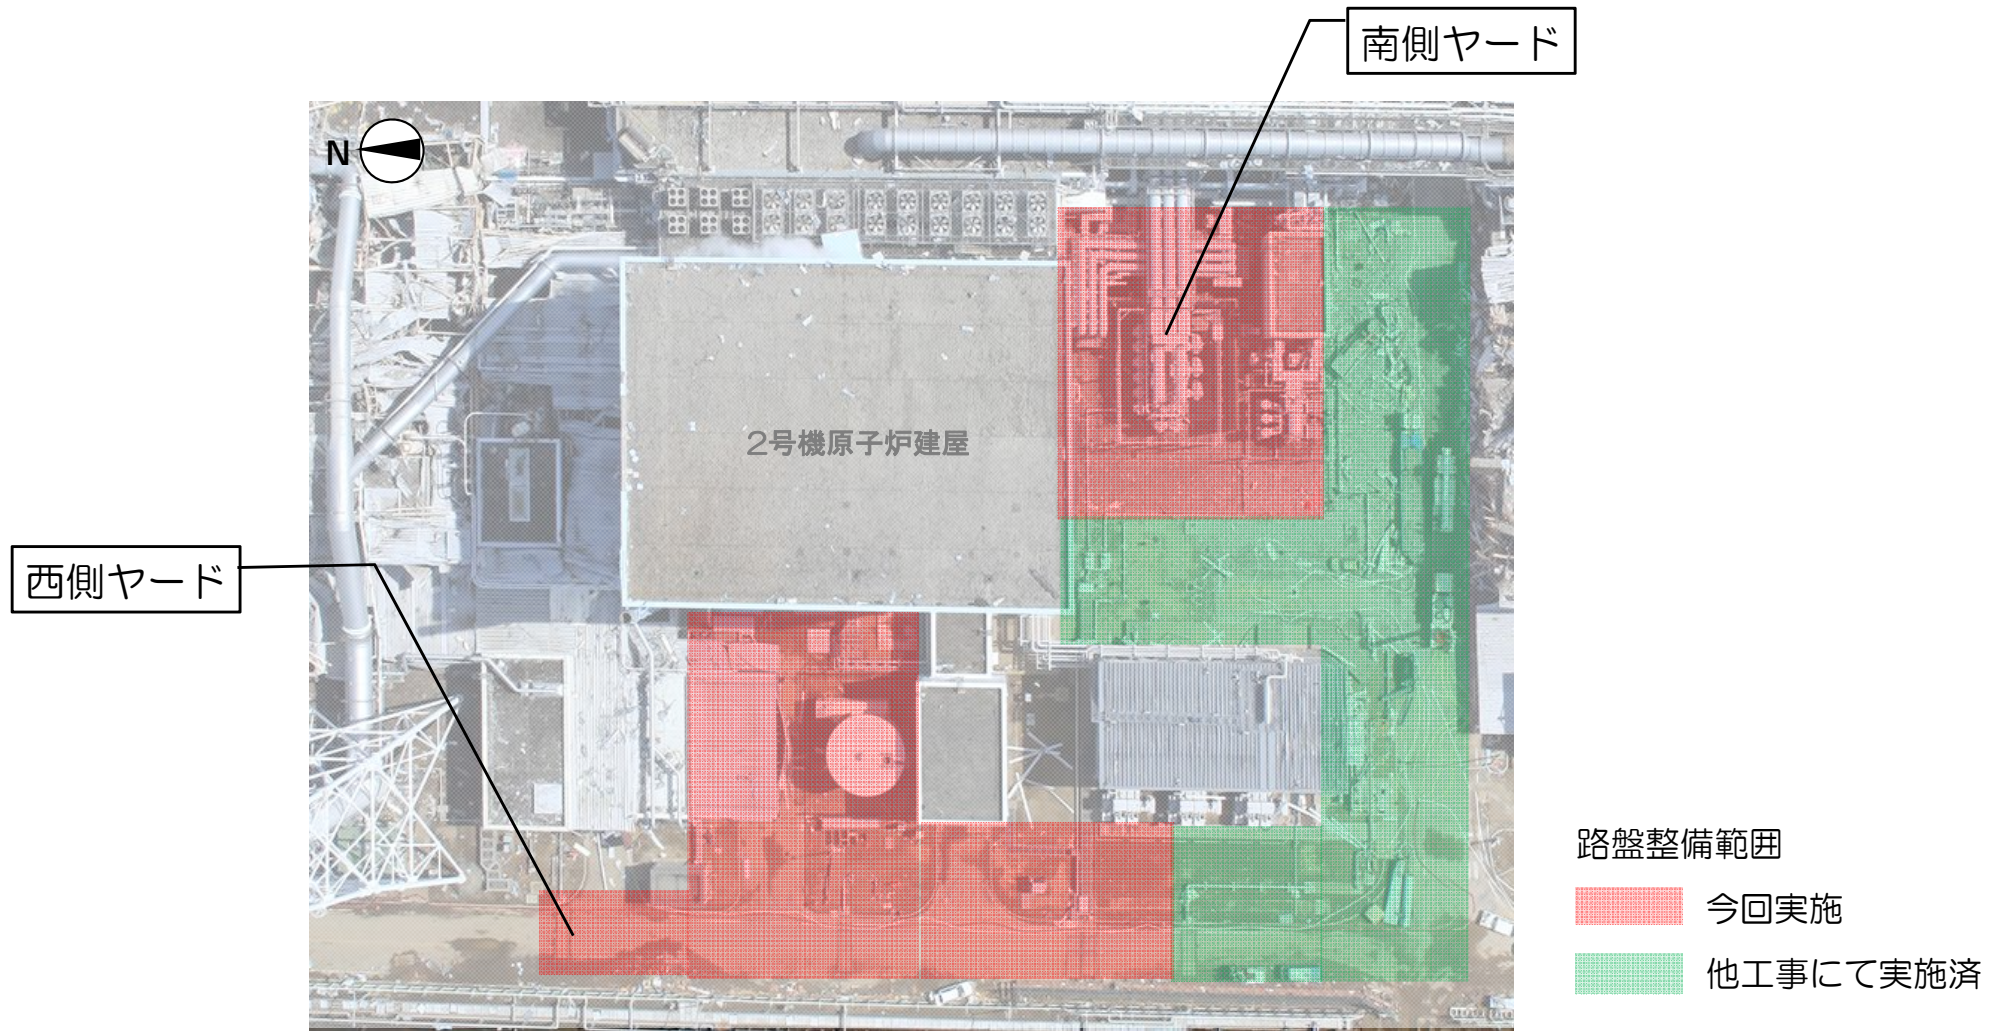 南側ヤード
N
2号機原子炉建屋
西側ヤード
路盤整備範囲
今回実施
他工事にて実施済